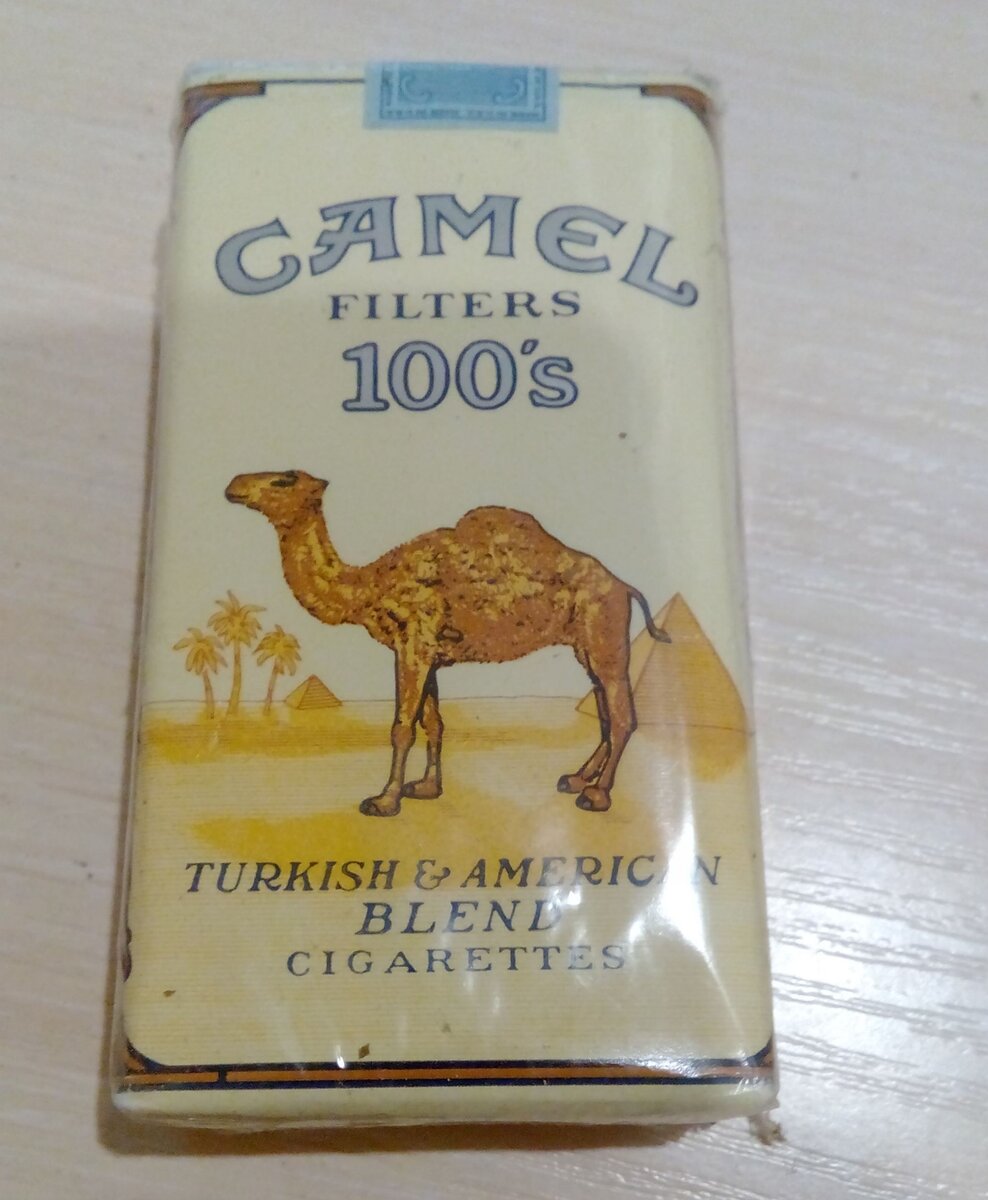 CAMEL
FILTERS
100's
TURKISH & AMERICAN
BLEND
CIGARETTES